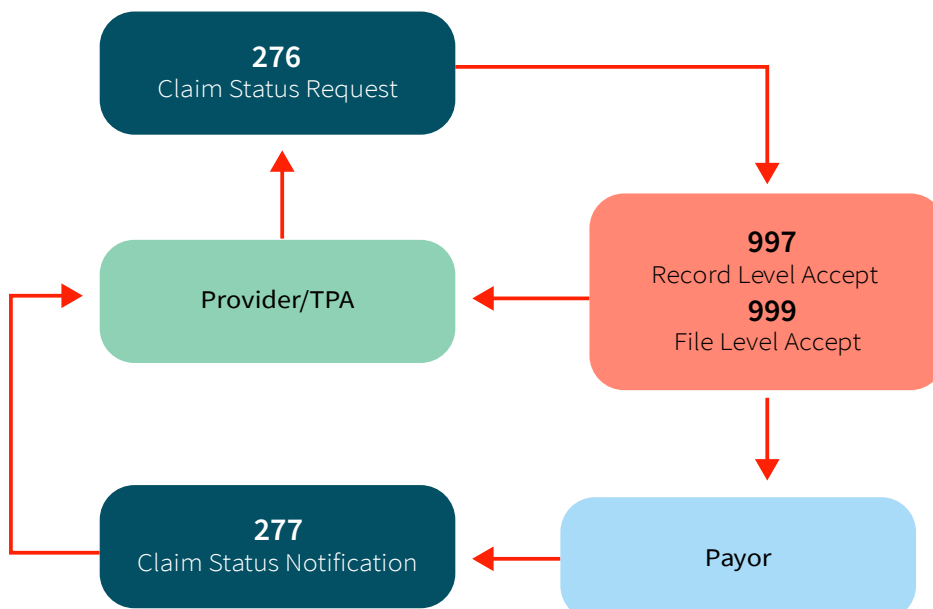 276
Claim Status Request
997
Record Level Accept
999
File Level Accept
Provider/TPA
277
Claim Status Notification
Payor